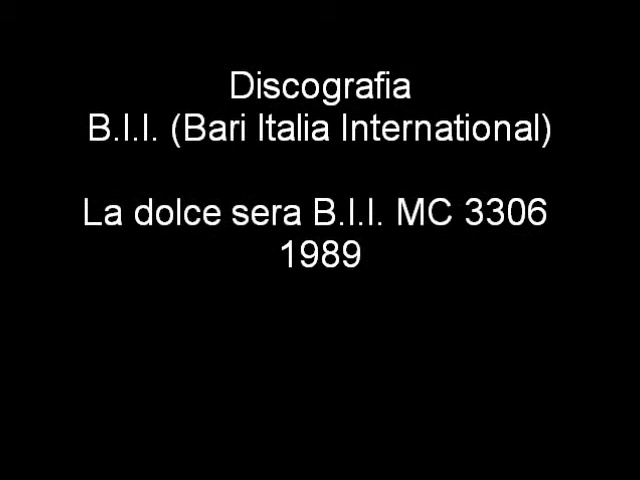 Discografia
B.I.I. (Bari Italia International)
La dolce sera B.I.I. MC 3306
1989